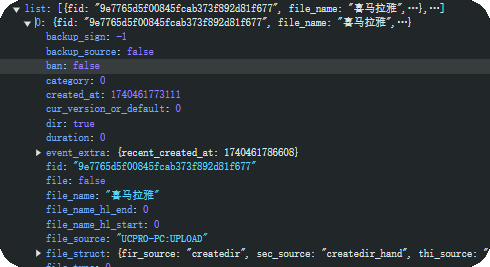 list: [{fid: "9e7765d5f00845fcab373f892d81f677", file_name: "喜马拉雅",…},…]
0: {fid: "9e7765d5f00845fcab373f892d81f677", file_name: "喜马拉雅",…}
backup_sign: -1
backup_source: false
ban: false
category: 0
created_at: 1740461773111
cur_version_or_default: 0
dir: true
duration: 0
event_extra: {recent_created_at: 1740461786608}
fid: "9e7765d5f00845fcab373f892d81f677"
file: false
file_name: "喜马拉雅"
file_name_hl_end: 0
file_name_hl_start: 0
file_source: "UCPRO-PC:UPLOAD"
file_struct: {fir_source: "createdir", sec_source: "createdir_hand", thi_source: "
file_type: 0